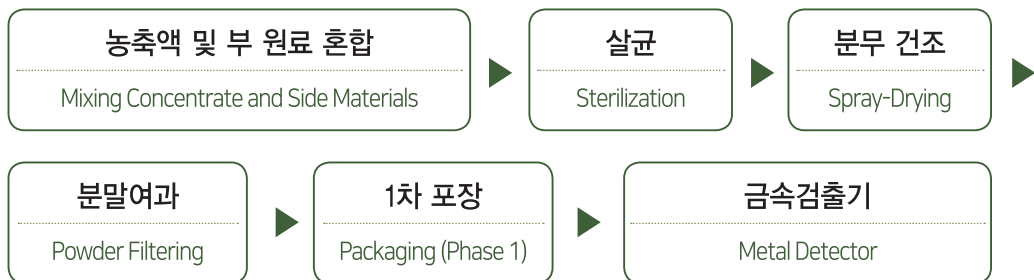 농축액 및 부 원료 혼합
Mixing Concentrate and Side Materials
살균
Sterilization
분무 건조
Spray-Drying
분말여과
Powder Filtering
1차 포장
Packaging (Phase 1)
금속검출기
Metal Detector